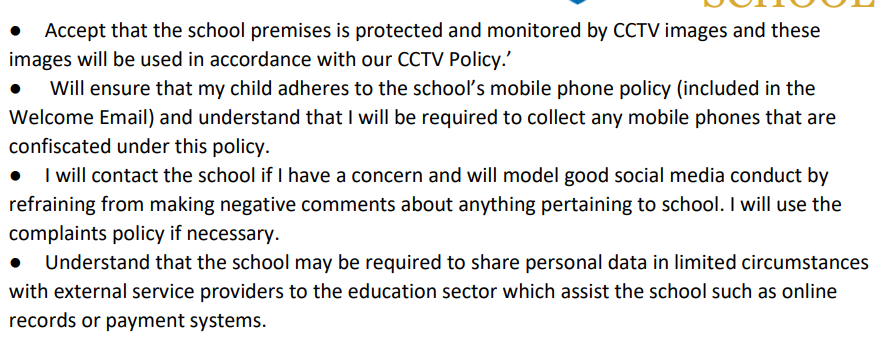 SCHOOL
● Accept that the school premises is protected and monitored by CCTV images and these
images will be used in accordance with our CCTV Policy.’
● Will ensure that my child adheres to the school’s mobile phone policy (included in the
Welcome Email) and understand that I will be required to collect any mobile phones that are
confiscated under this policy.
● I will contact the school if I have a concern and will model good social media conduct by
refraining from making negative comments about anything pertaining to school. I will use the
complaints policy if necessary.
● Understand that the school may be required to share personal data in limited circumstances
with external service providers to the education sector which assist the school such as online
records or payment systems.